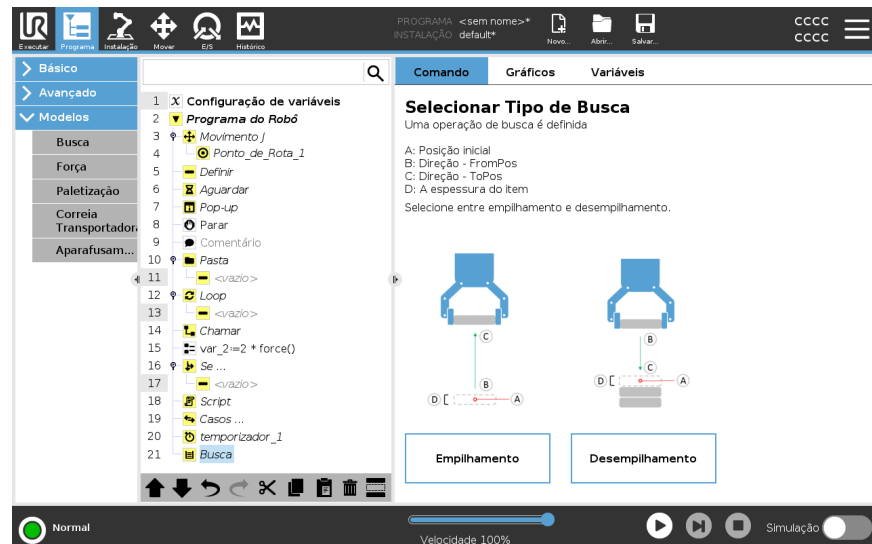 UR
PROGRAMA <sem nome>*
INSTALAÇÃO default*
CCCC
CCCC
Executar
Programa
Instalação
Mover
E/S
Histórico
Novo...
Abrir...
Salvar...
Básico
Avançado
Modelos
Busca
Força
Paletização
Correia
Transportador
Aparafusam...
1 X Configuração de variáveis
2 Programa do Robô
3 Movimento J
4 Ponto_de_Rota_1
5 Definir
6 Aguardar
7 Pop-up
8 Parar
9 Comentário
10 Pasta
11 <vazio>
12 Loop
13 <vazio>
14 Chamar
15 var_2:=2 * force()
16 Se ...
17 <vazio>
18 Script
19 Casos ...
20 temporizador_1
21 Busca
Comando
Gráficos
Variáveis
Selecionar Tipo de Busca
Uma operação de busca é definida
A: Posição inicial
B: Direção - FromPos
C: Direção - ToPos
D: A espessura do item
Selecione entre empilhamento e desempilhamento.
C
B
D
A
B
C
D
A
Empilhamento
Desempilhamento
Normal
Velocidade 100%
Simulação